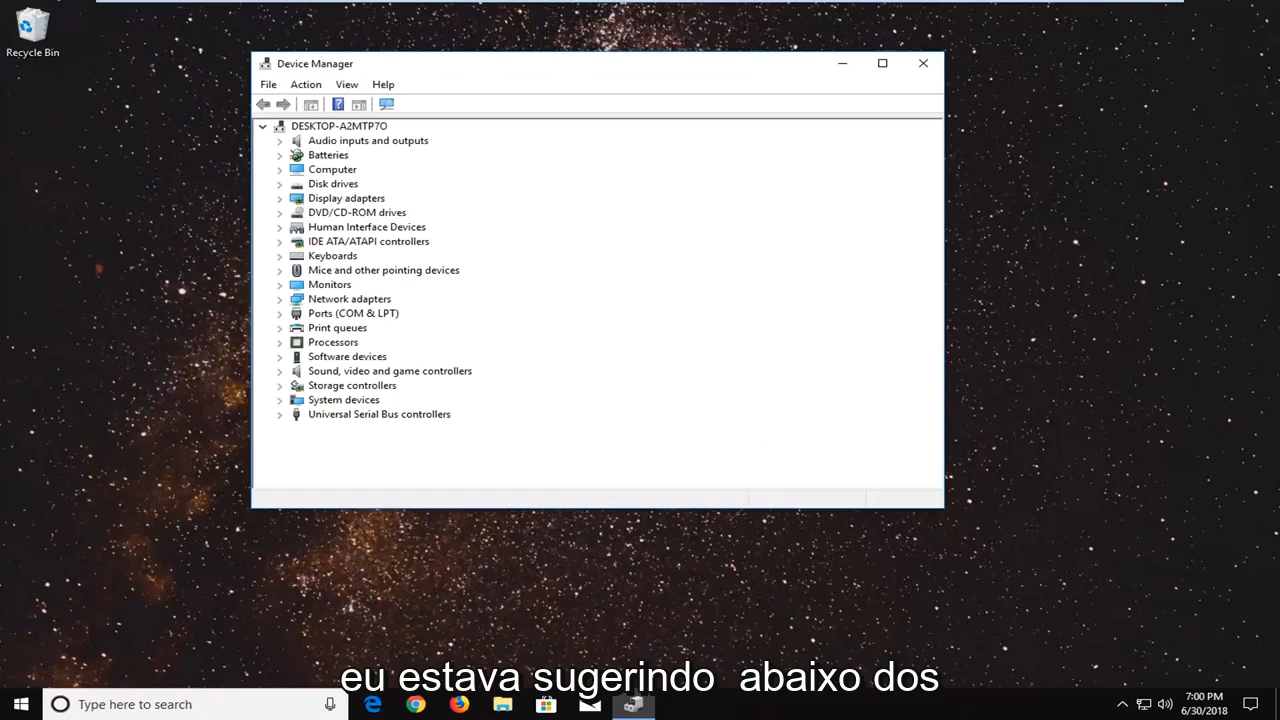 Recycle Bin
Device Manager
File Action View Help
DESKTOP-A2MTP7O
Audio inputs and outputs
Batteries
Computer
Disk drives
Display adapters
DVD/CD-ROM drives
Human Interface Devices
IDE ATA/ATAPI controllers
Keyboards
Mice and other pointing devices
Monitors
Network adapters
Ports (COM & LPT)
Print queues
Processors
Software devices
Sound, video and game controllers
Storage controllers
System devices
Universal Serial Bus controllers
eu estava sugerindo abaixo dos
Type here to search
7:00 PM
6/30/2018